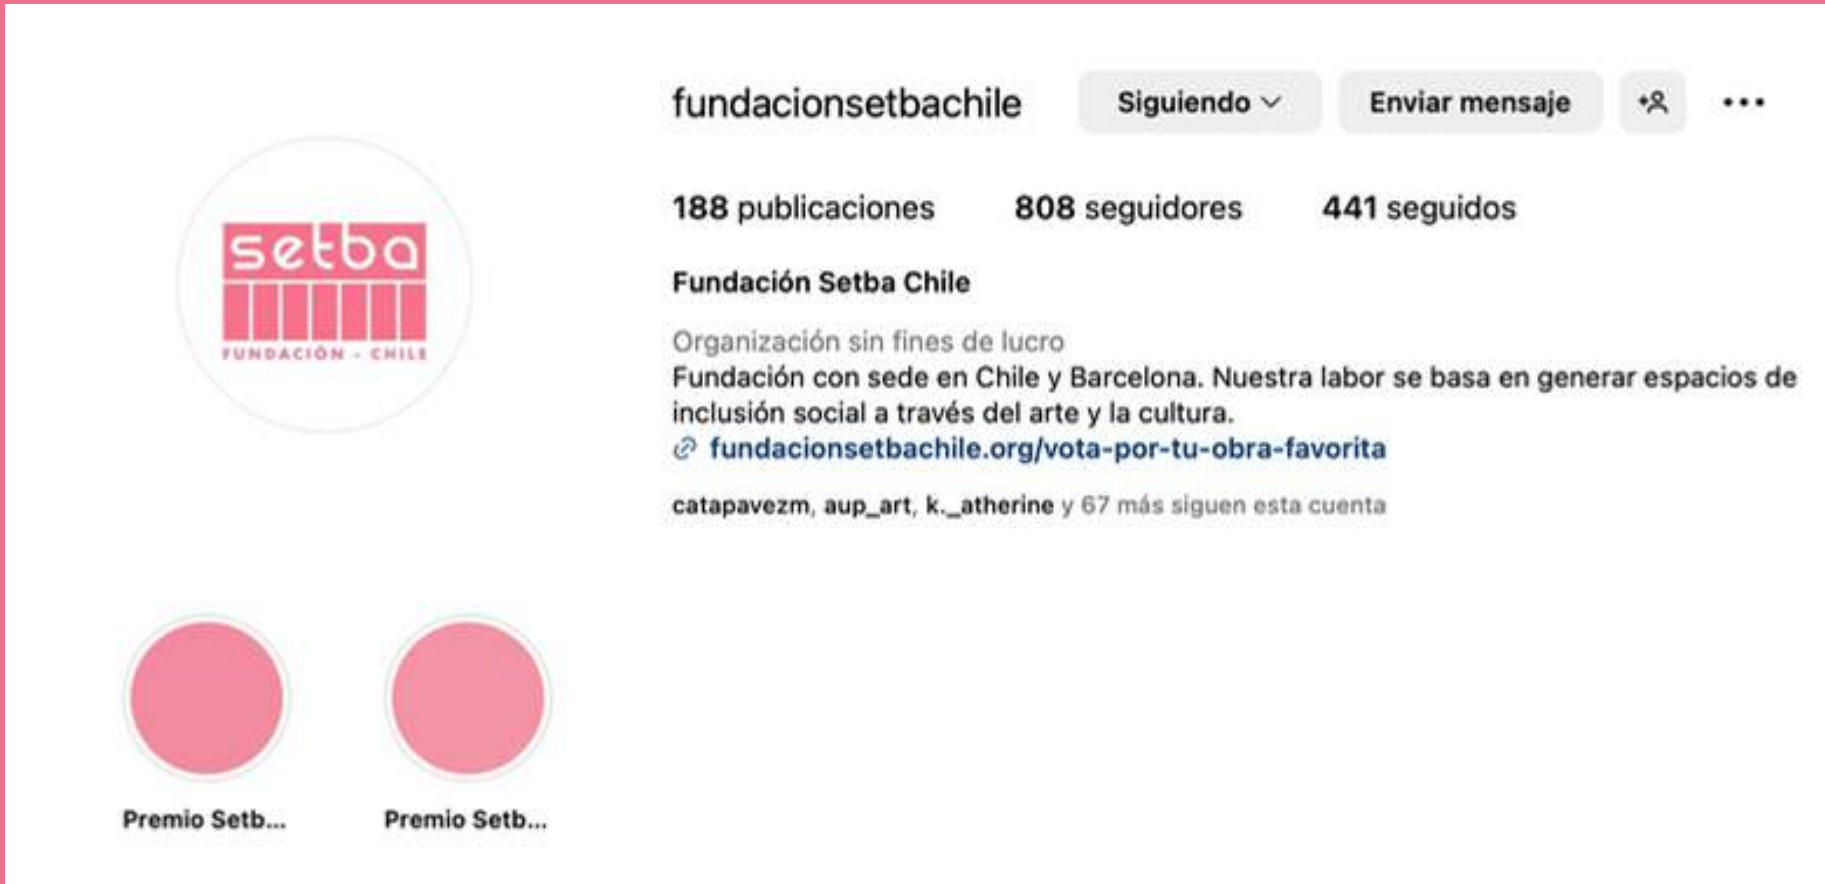 fundacionsetbachile Siguiendo Enviar mensaje
188 publicaciones 808 seguidores 441 seguidos
setba
FUNDACIÓN - CHILE
Fundación Setba Chile
Organización sin fines de lucro
Fundación con sede en Chile y Barcelona. Nuestra labor se basa en generar espacios de
inclusión social a través del arte y la cultura.
fundacionsetbachile.org/vota-por-tu-obra-favorita
catapavezm, aup_art, k._atherine y 67 más siguen esta cuenta
Premio Setb... Premio Setb...